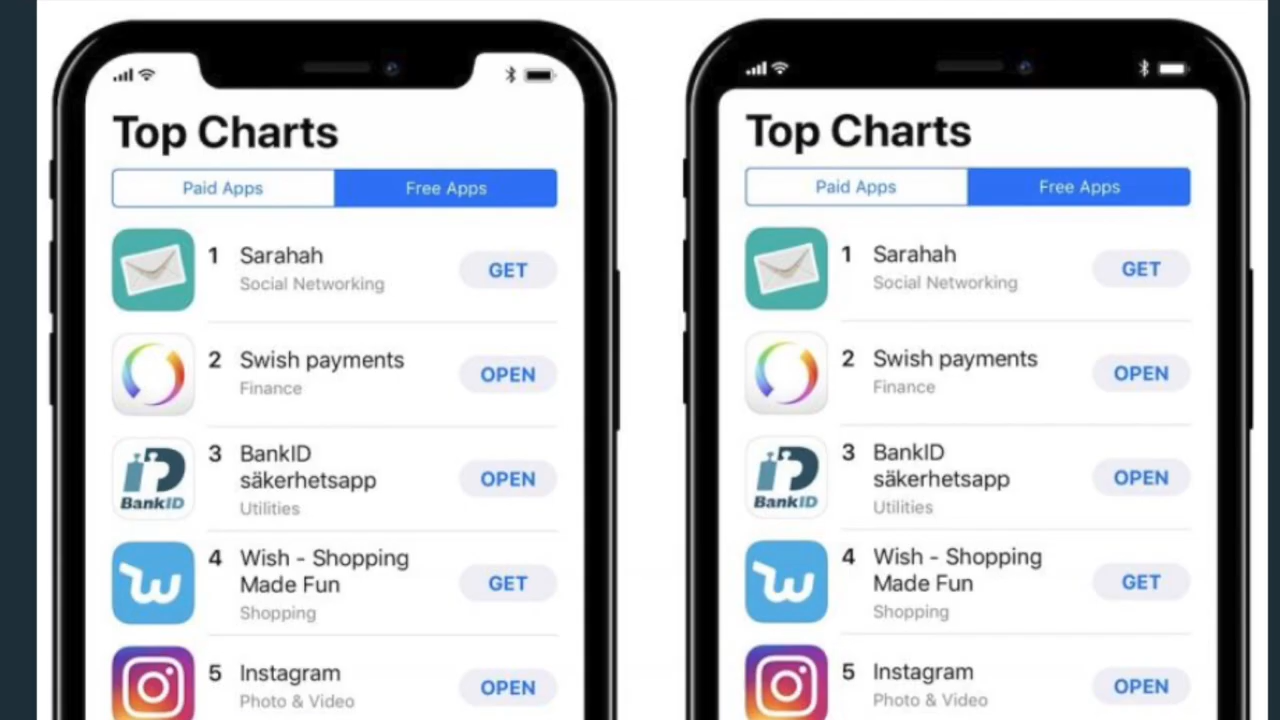 Top Charts
Paid Apps Free Apps
1 Sarahah GET
Social Networking
2 Swish payments OPEN
Finance
3 BankID
säkerhetsapp OPEN
Utilities
BankID
4 Wish - Shopping
Made Fun GET
Shopping
5 Instagram OPEN
Photo & Video
Top Charts
Paid Apps Free Apps
1 Sarahah GET
Social Networking
2 Swish payments OPEN
Finance
3 BankID
säkerhetsapp OPEN
Utilities
BankID
4 Wish - Shopping
Made Fun GET
Shopping
5 Instagram OPEN
Photo & Video